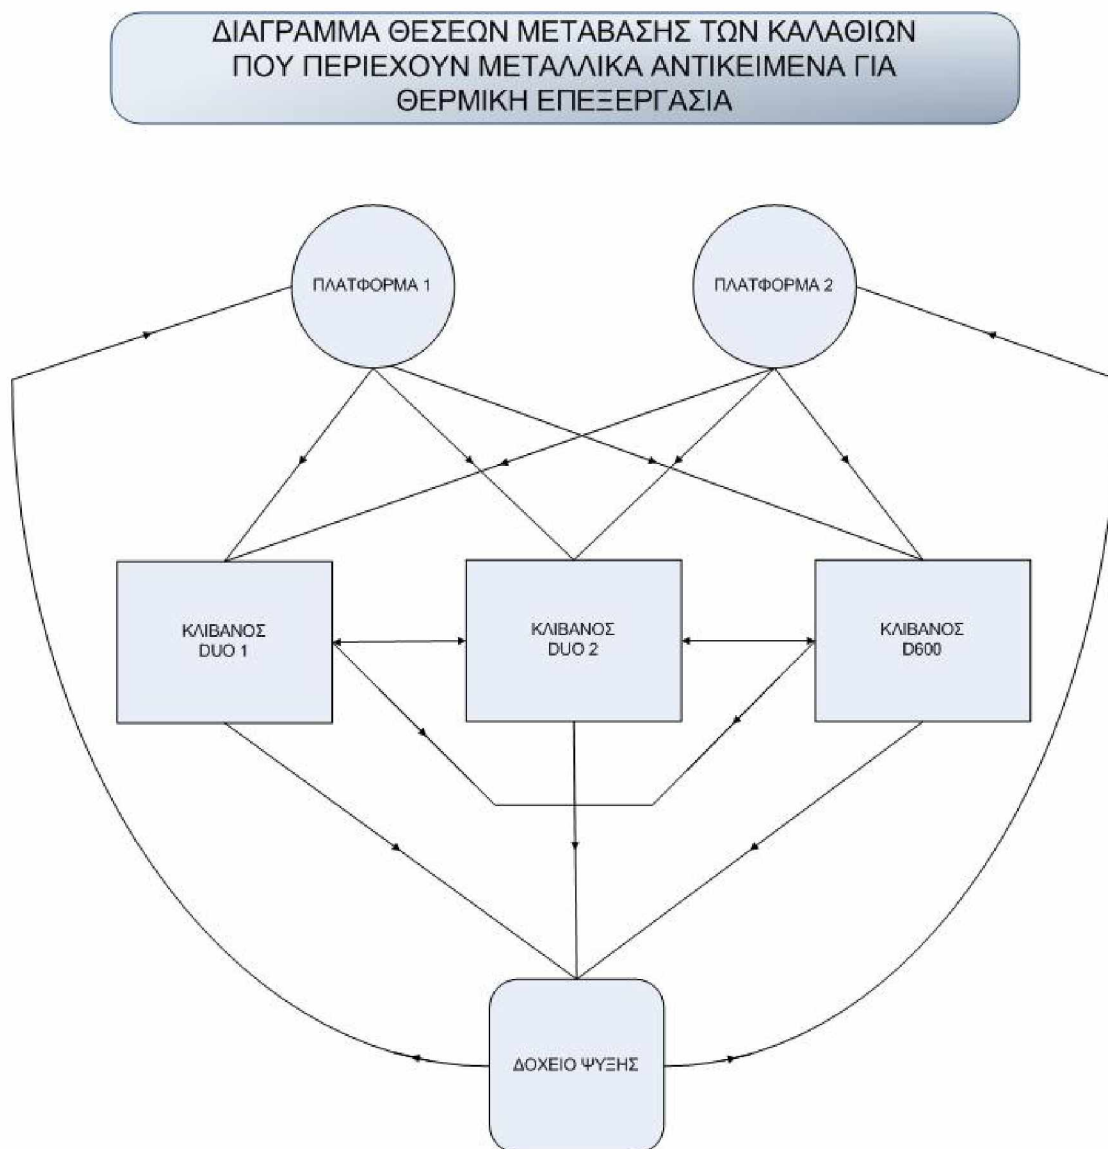 ΔΙΑΓΡΑΜΜΑ ΘΕΣΕΩΝ ΜΕΤΑΒΑΣΗΣ ΤΩΝ ΚΑΛΑΘΙΩΝ
ΠΟΥ ΠΕΡΙΕΧΟΥΝ ΜΕΤΑΛΛΙΚΑ ΑΝΤΙΚΕΙΜΕΝΑ ΓΙΑ
ΘΕΡΜΙΚΗ ΕΠΕΞΕΡΓΑΣΙΑ
ΠΛΑΤΦΟΡΜΑ 1
ΠΛΑΤΦΟΡΜΑ 2
ΚΛΙΒΑΝΟΣ
DUO 1
ΚΛΙΒΑΝΟΣ
DUO 2
ΚΛΙΒΑΝΟΣ
D600
ΔΟΧΕΙΟ ΨΥΞΗΣ